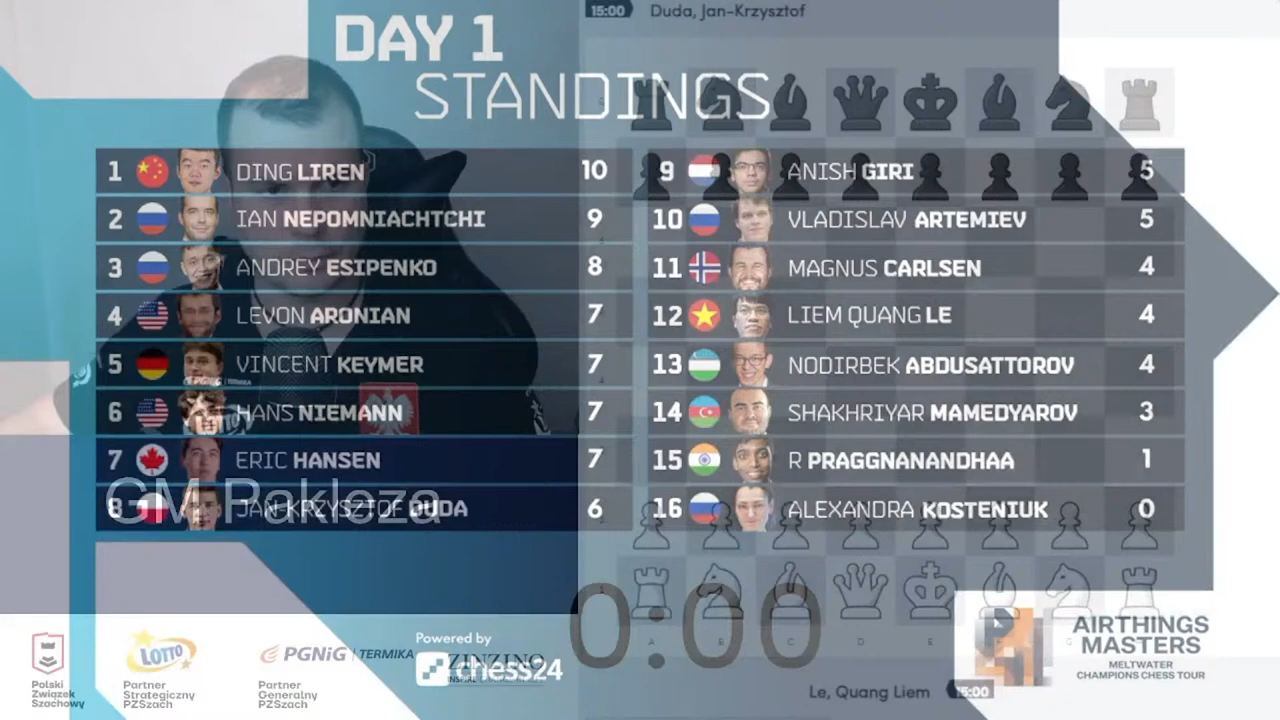 15:00 Duda, Jan-Krzysztof
DAY 1
STANDINGS
1 DING LIREN 10
2 IAN NEPOMNIACHTCHI 9
3 ANDREY ESIPENKO 8
4 LEVON ARONIAN 7
5 VINCENT KEYMER 7
6 HANS NIEMANN 7
7 ERIC HANSEN 7
8 JAN-KRZYSZTOF DUDA 6
9 ANISH GIRI 5
10 VLADISLAV ARTEMIEV 5
11 MAGNUS CARLSEN 4
12 LIEM QUANG LE 4
13 NODIRBEK ABDUSATTOROV 4
14 SHAKHRIYAR MAMEDYAROV 3
15 R PRAGGNANANDHAA 1
16 ALEXANDRA KOSTENIUK 0
GM Pakleza
0:00
Polski
Związek
Szachowy
LOTTO
Partner
Strategiczny
PZSzach
PGNiG TERMIKA
Partner
Generalny
PZSzach
Powered by
chess24
ZINZINO
AIRTHINGS
MASTERS
MELTWATER
CHAMPIONS CHESS TOUR
Le, Quang Liem 15:00